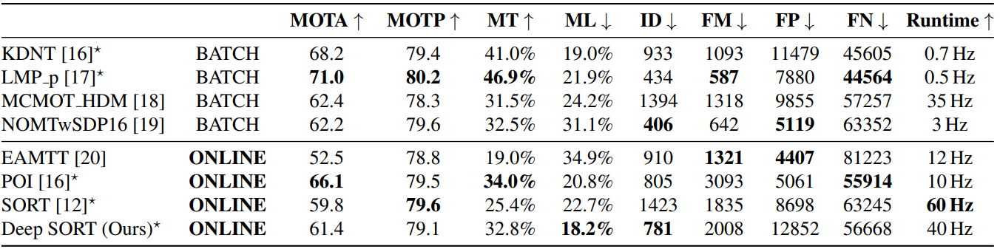 MOTA ↑ MOTP ↑ MT ↑ ML ↓ ID ↓ FM ↓ FP ↓ FN ↓ Runtime ↑
KDNT [16]* BATCH 68.2 79.4 41.0% 19.0% 933 1093 11479 45605 0.7 Hz
LMP_p [17]* BATCH 71.0 80.2 46.9% 21.9% 434 587 7880 44564 0.5 Hz
MCMOT_HDM [18] BATCH 62.4 78.3 31.5% 24.2% 1394 1318 9855 57257 35 Hz
NOMTwSDP16 [19] BATCH 62.2 79.6 32.5% 31.1% 406 642 5119 63352 3 Hz
EAMTT [20] ONLINE 52.5 78.8 19.0% 34.9% 910 1321 4407 81223 12 Hz
POI [16]* ONLINE 66.1 79.5 34.0% 20.8% 805 3093 5061 55914 10 Hz
SORT [12]* ONLINE 59.8 79.6 25.4% 22.7% 1423 1835 8698 63245 60 Hz
Deep SORT (Ours)* ONLINE 61.4 79.1 32.8% 18.2% 781 2008 12852 56668 40 Hz